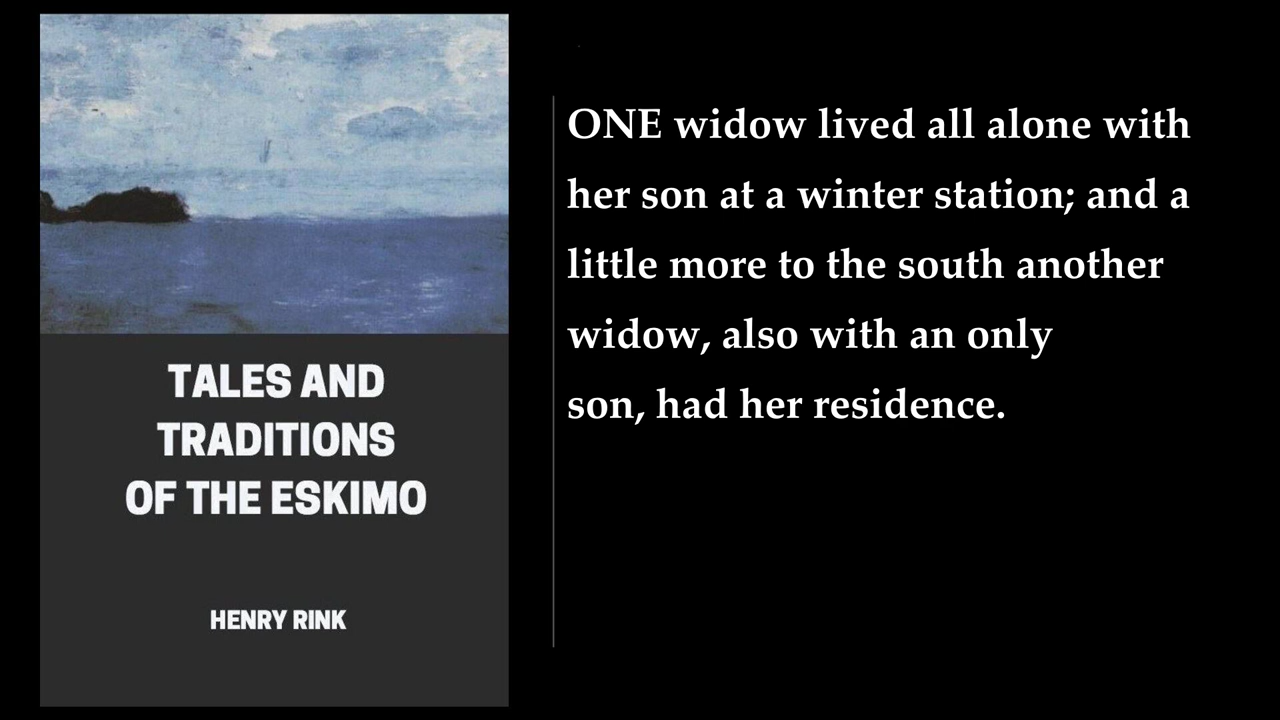 TALES AND
TRADITIONS
OF THE ESKIMO
HENRY RINK
ONE widow lived all alone with
her son at a winter station; and a
little more to the south another
widow, also with an only
son, had her residence.